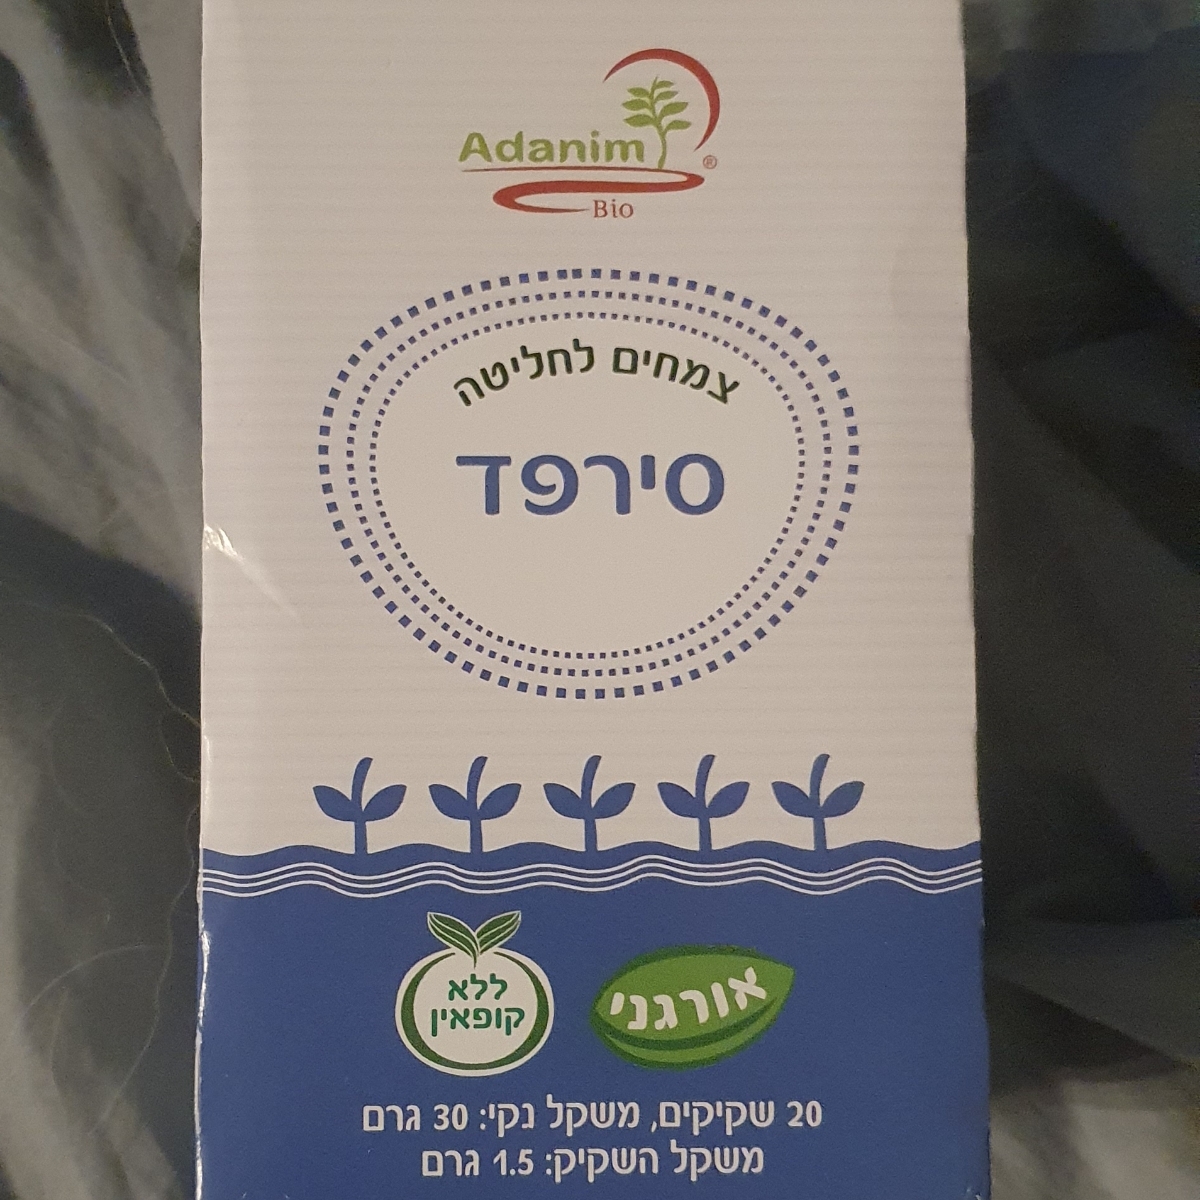 Adanim
®
Bio
צמחים לחליטה
סירפד
ללא
קופאין
אורגני
20 שקיקים, משקל נקי: 30 גרם
משקל השקיק: 1.5 גרם